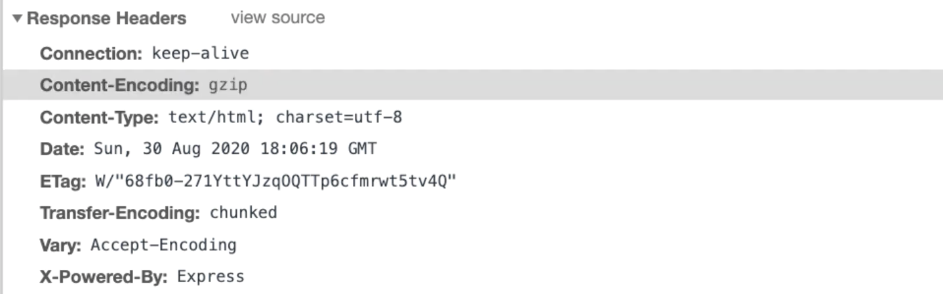 ▼ Response Headers view source
Connection: keep-alive
Content-Encoding: gzip
Content-Type: text/html; charset=utf-8
Date: Sun, 30 Aug 2020 18:06:19 GMT
ETag: W/"68fb0-271YttYJzqOQTTp6cfmrwt5tv4Q"
Transfer-Encoding: chunked
Vary: Accept-Encoding
X-Powered-By: Express